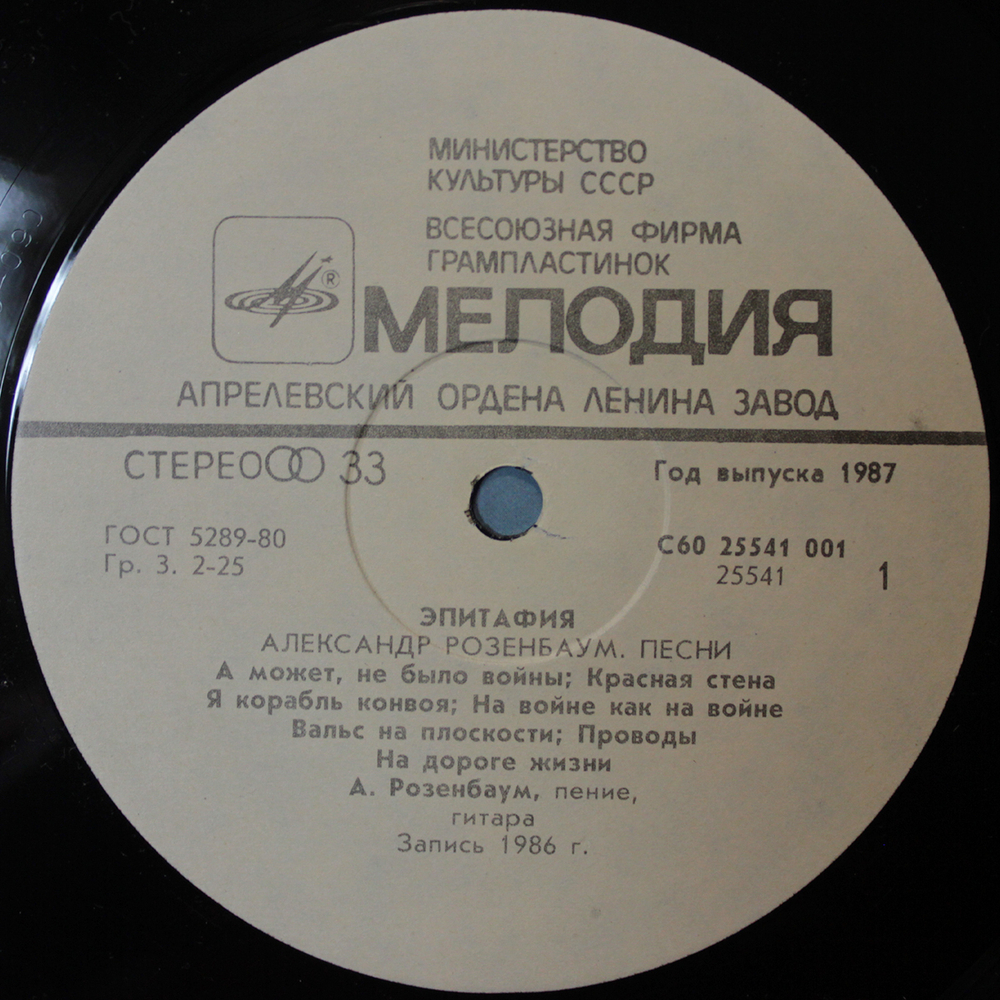 МИНИСТЕРСТВО
КУЛЬТУРЫ СССР
ВСЕСОЮЗНАЯ ФИРМА
ГРАМПЛАСТИНОК
®
МЕЛОДИЯ
АПРЕЛЕВСКИЙ ОРДЕНА ЛЕНИНА ЗАВОД
СТЕРЕО 33
Год выпуска 1987
ГОСТ 5289-80
Гр. 3. 2-25
С60 25541 001
25541
1
ЭПИТАФИЯ
АЛЕКСАНДР РОЗЕНБАУМ. ПЕСНИ
А может, не было войны; Красная стена
Я корабль конвоя; На войне как на войне
Вальс на плоскости; Проводы
На дороге жизни
А. Розенбаум, пение,
гитара
Запись 1986 г.